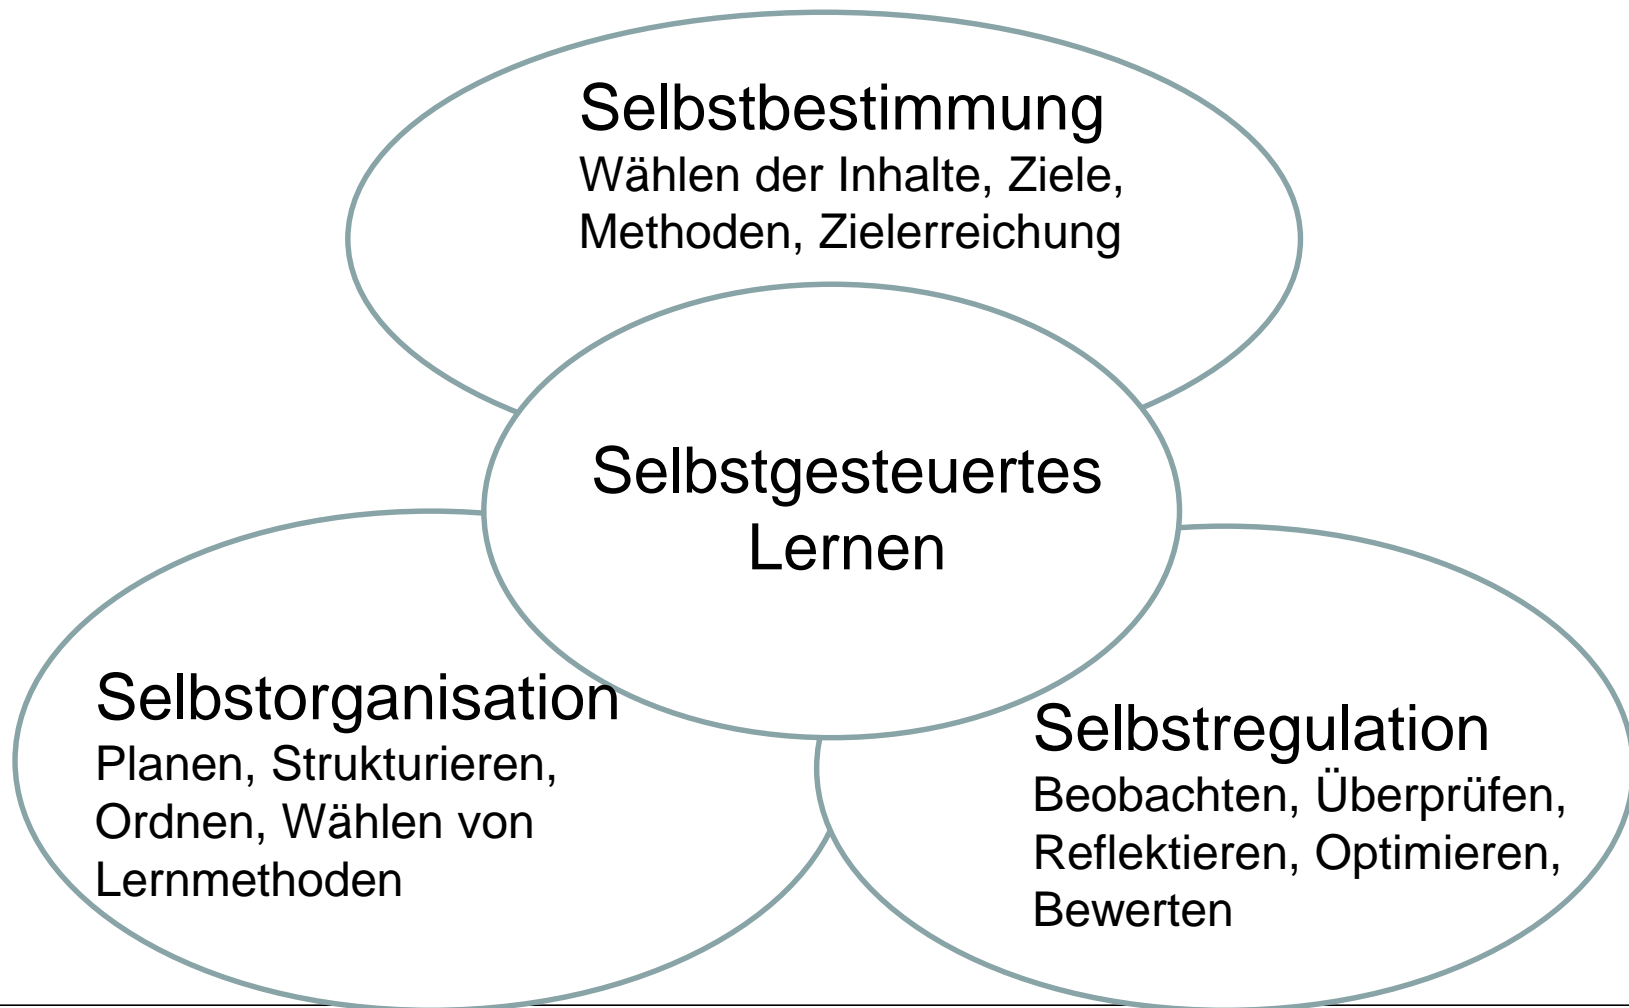 Selbstbestimmung
Wählen der Inhalte, Ziele,
Methoden, Zielerreichung
Selbstgesteuertes
Lernen
Selbstorganisation
Planen, Strukturieren,
Ordnen, Wählen von
Lernmethoden
Selbstregulation
Beobachten, Überprüfen,
Reflektieren, Optimieren,
Bewerten